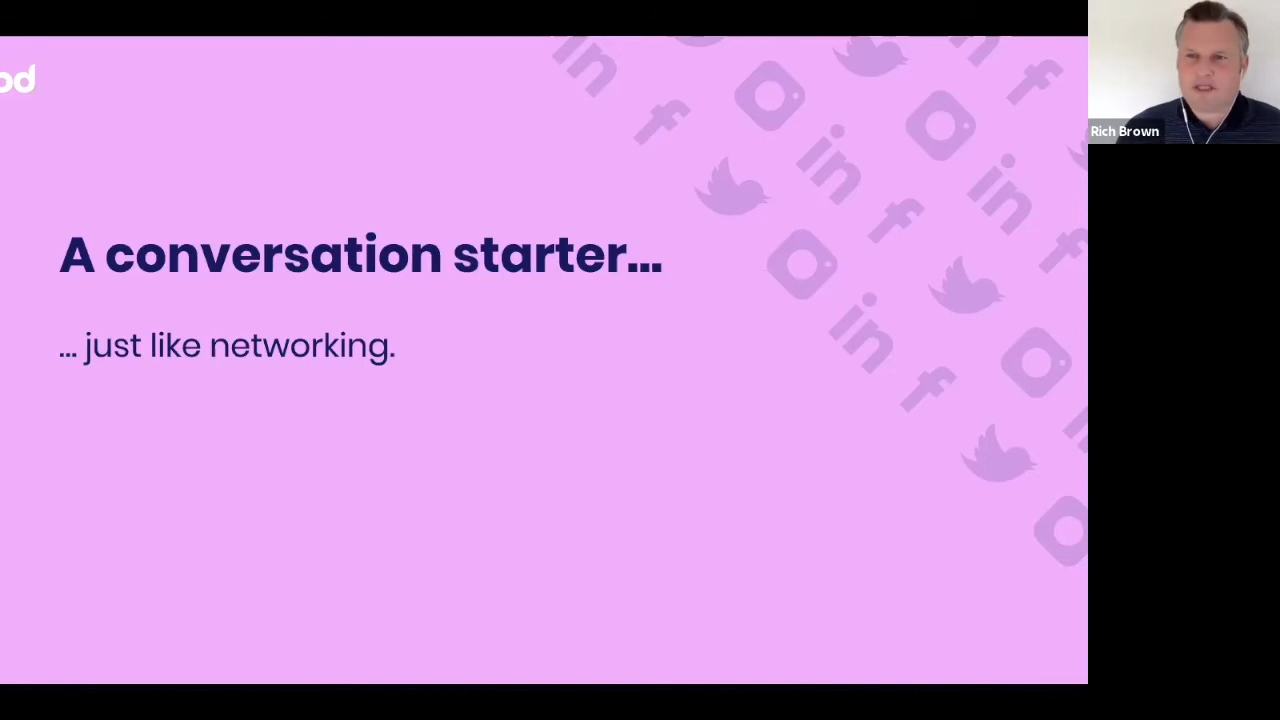 A conversation starter...
... just like networking.
Rich Brown